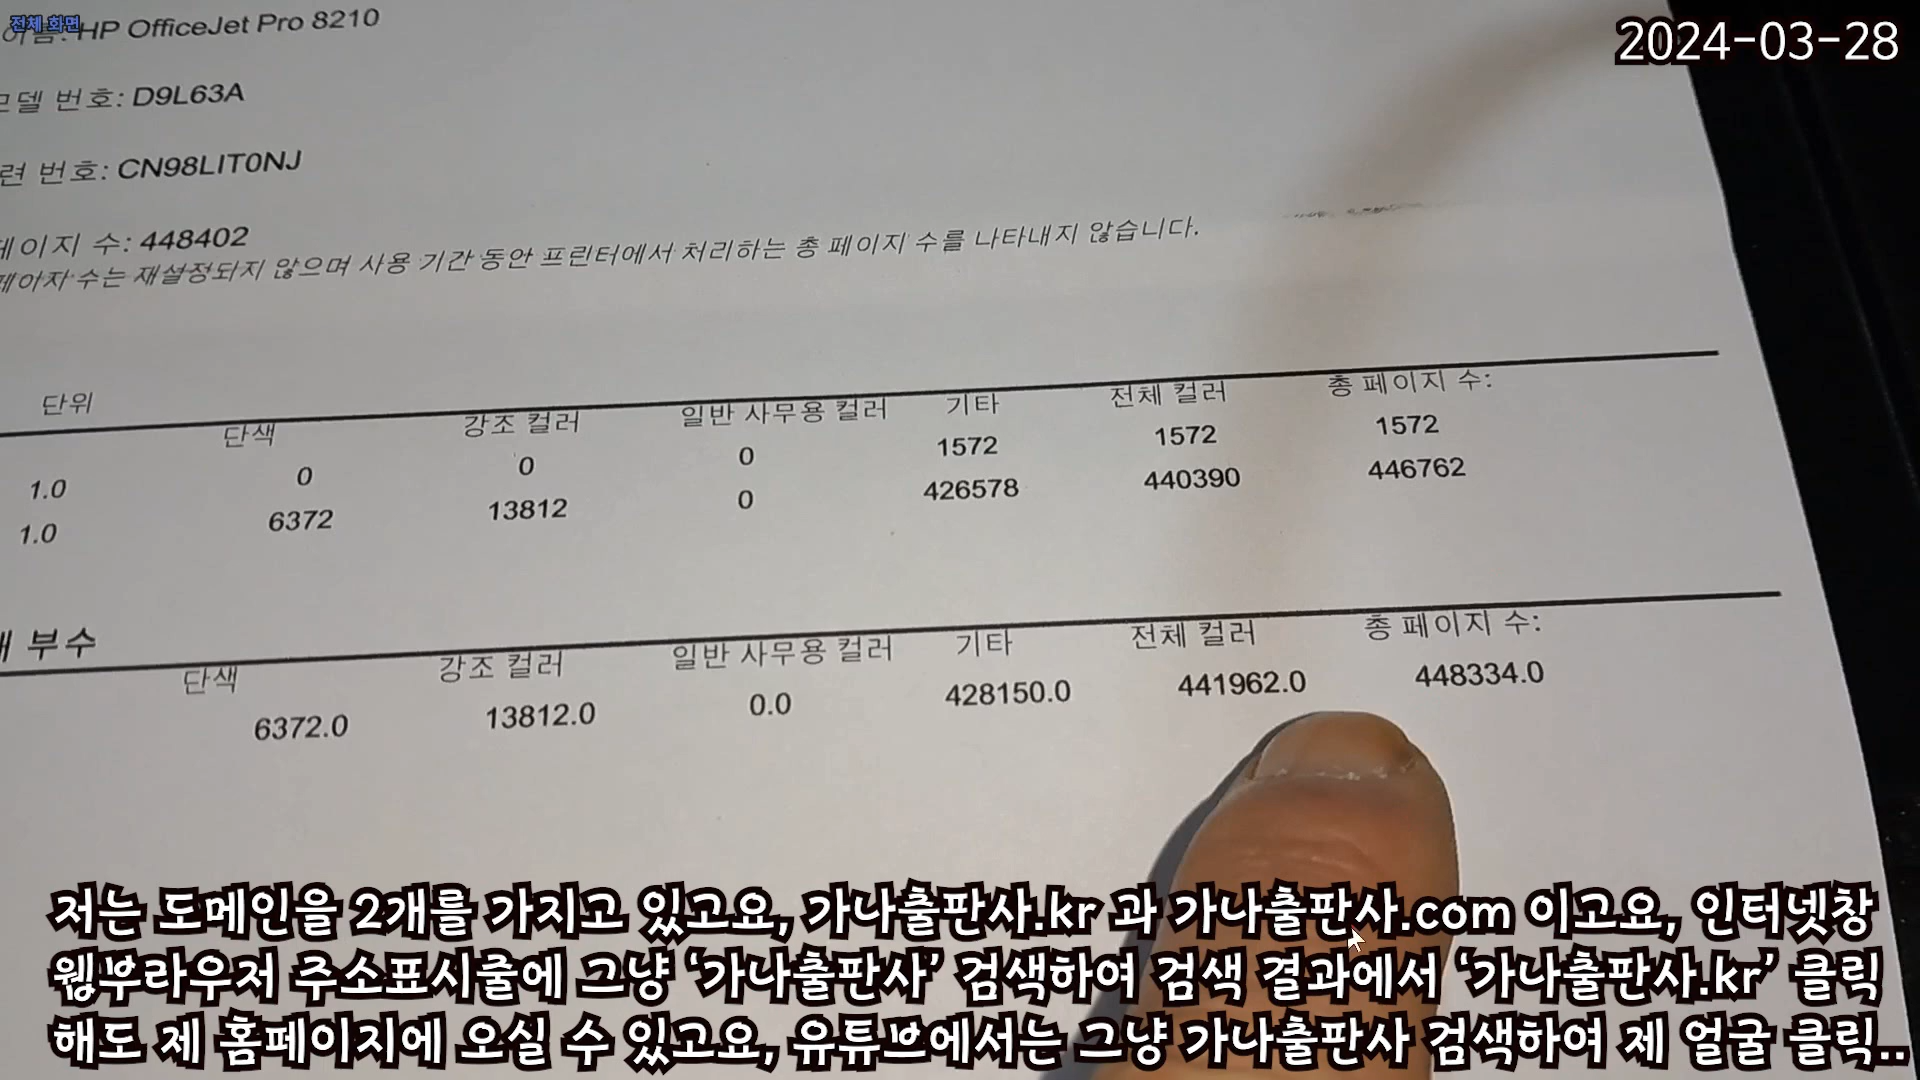 전체 화면
2024-03-28
이름: HP OfficeJet Pro 8210
모델 번호: D9L63A
련 번호: CN98LIT0NJ
페이지 수: 448402
페이지 수는 재설정되지 않으며 사용 기간 동안 프린터에서 처리하는 총 페이지 수를 나타내지 않습니다.
단위 단색 강조 컬러 일반 사무용 컬러 기타 전체 컬러 총 페이지 수:
1.0 0 0 0 1572 1572 1572
1.0 6372 13812 0 426578 440390 446762
부수
단색 강조 컬러 일반 사무용 컬러 기타 전체 컬러 총 페이지 수:
6372.0 13812.0 0.0 428150.0 441962.0 448334.0
저는 도메인을 2개를 가지고 있고요, 가나출판사.kr 과 가나출판사.com 이고요, 인터넷창
웹부라우저 주소표시줄에 그냥 ‘가나출판사’ 검색하여 검색 결과에서 ‘가나출판사.kr’ 클릭
해도 제 홈페이지에 오실 수 있고요, 유튜브에서는 그냥 가나출판사 검색하여 제 얼굴 클릭..